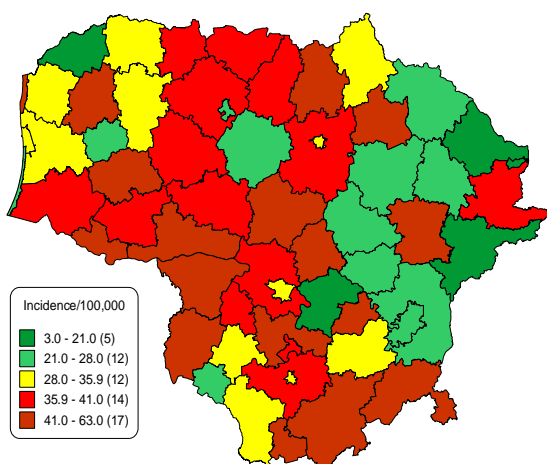 Incidence/100,000
3.0 - 21.0 (5)
21.0 - 28.0 (12)
28.0 - 35.9 (12)
35.9 - 41.0 (14)
41.0 - 63.0 (17)